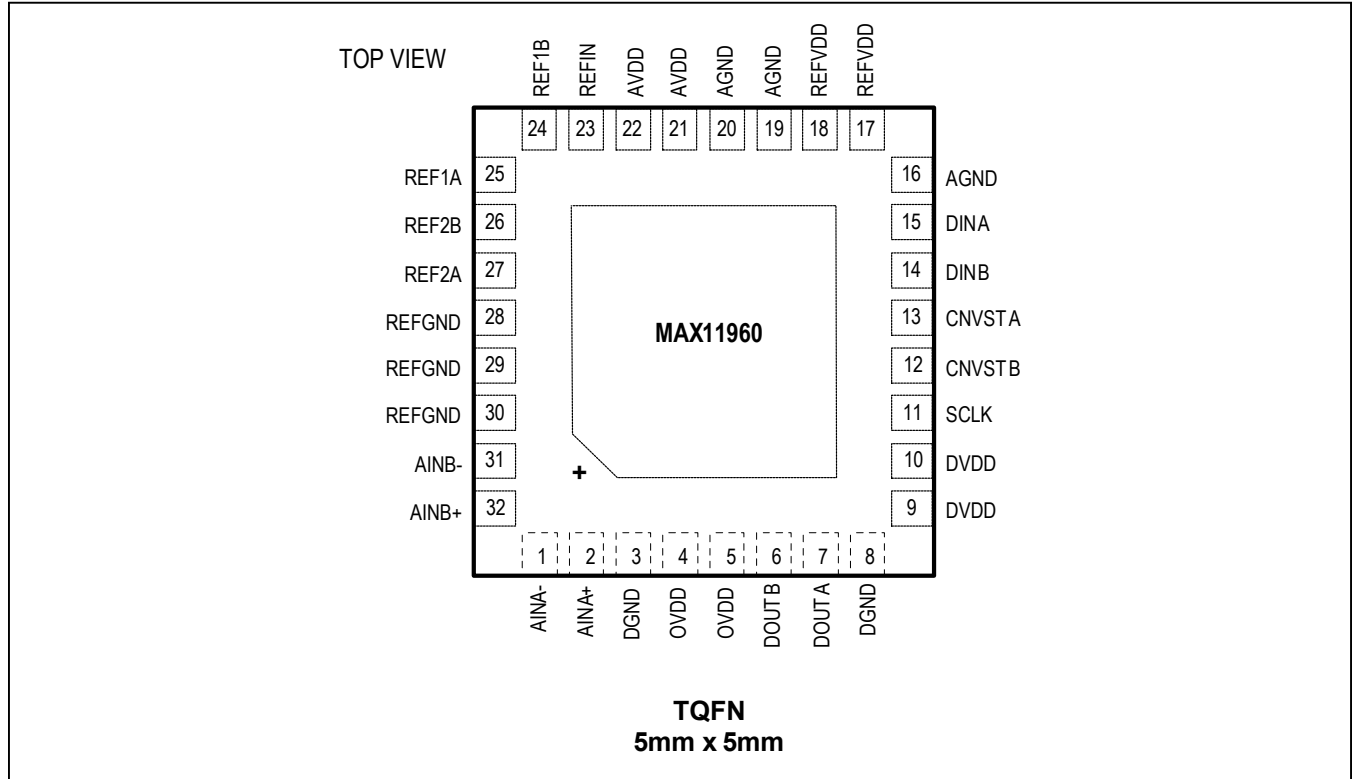 TOP VIEW
REF1B
REFIN
AVDD
AVDD
AGND
AGND
REFVDD
REFVDD
24 23 22 21 20 19 18 17
REF1A 25
REF2B 26
REF2A 27
REFGND 28
REFGND 29
REFGND 30
AINB- 31
AINB+ 32
MAX11960
+
16 AGND
15 DINA
14 DINB
13 CNVSTA
12 CNVSTB
11 SCLK
10 DVDD
9 DVDD
1 2 3 4 5 6 7 8
AINA-
AINA+
DGND
OVDD
OVDD
DOUTB
DOUTA
DGND
TQFN
5mm x 5mm